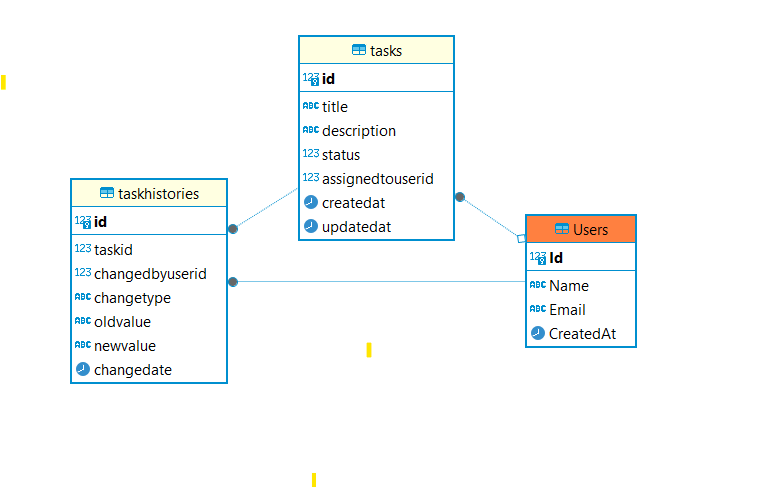 tasks
123 id
ABC title
ABC description
123 status
123 assignedtouserid
createdat
updatedat
taskhistories
123 id
123 taskid
123 changedbyuserid
ABC changetype
ABC oldvalue
ABC newvalue
changedate
Users
123 Id
ABC Name
ABC Email
CreatedAt